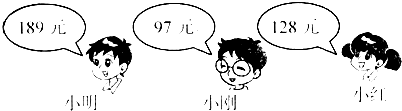 189 元
97 元
128 元
小明
小刚
小红